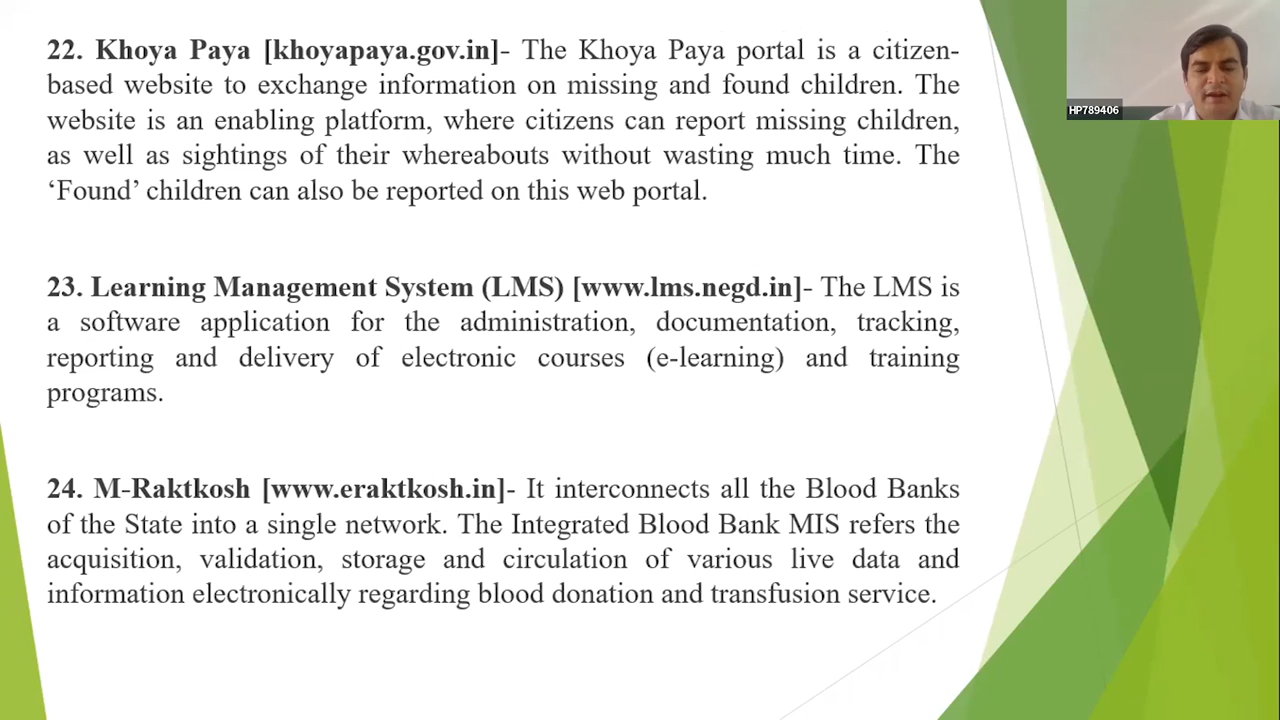 22. Khoya Paya [khoyapaya.gov.in]- The Khoya Paya portal is a citizen-
based website to exchange information on missing and found children. The
website is an enabling platform, where citizens can report missing children,
as well as sightings of their whereabouts without wasting much time. The
‘Found’ children can also be reported on this web portal.
HP789406
23. Learning Management System (LMS) [www.lms.negd.in]- The LMS is
a software application for the administration, documentation, tracking,
reporting and delivery of electronic courses (e-learning) and training
programs.
24. M-Raktkosh [www.eraktkosh.in]- It interconnects all the Blood Banks
of the State into a single network. The Integrated Blood Bank MIS refers the
acquisition, validation, storage and circulation of various live data and
information electronically regarding blood donation and transfusion service.